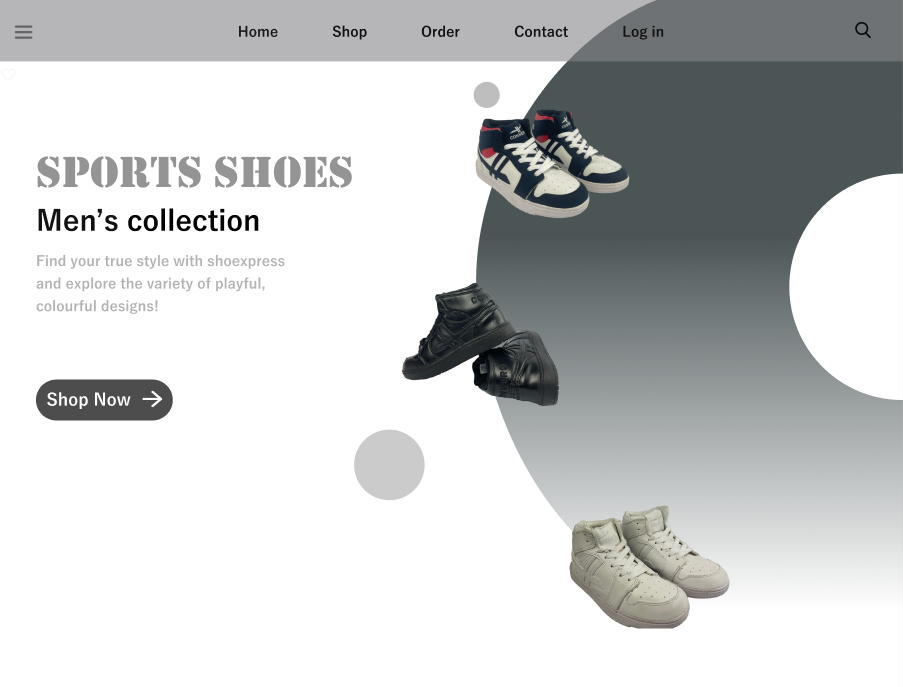 Home Shop Order Contact Log in
SPORTS SHOES
Men’s collection
Find your true style with shoexpress
and explore the variety of playful,
colourful designs!
Shop Now